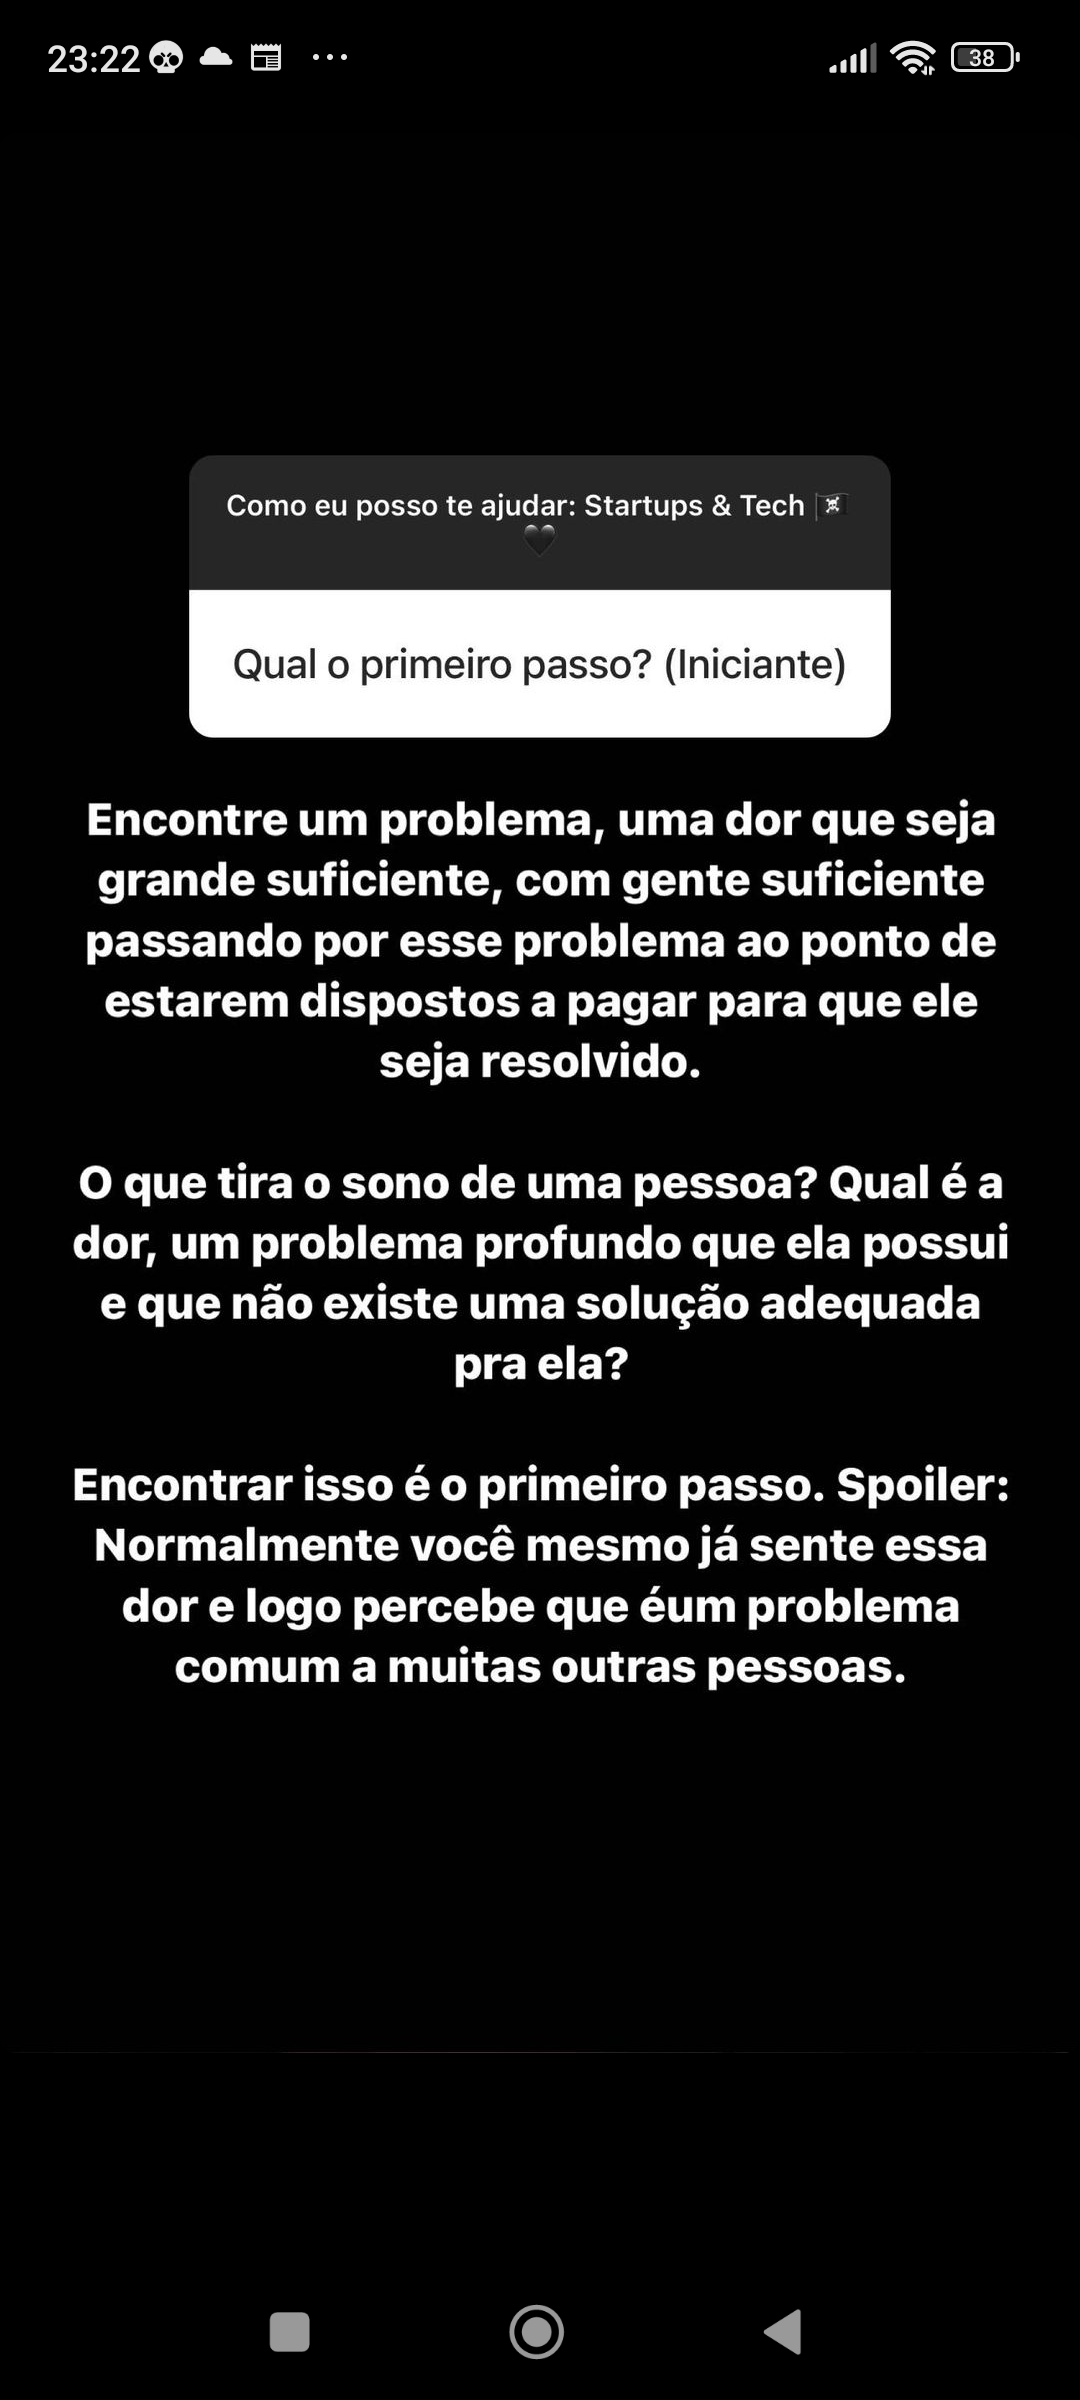 23:22
38
Como eu posso te ajudar: Startups & Tech 🏴‍☠️
🖤
Qual o primeiro passo? (Iniciante)
Encontre um problema, uma dor que seja
grande suficiente, com gente suficiente
passando por esse problema ao ponto de
estarem dispostos a pagar para que ele
seja resolvido.
O que tira o sono de uma pessoa? Qual é a
dor, um problema profundo que ela possui
e que não existe uma solução adequada
pra ela?
Encontrar isso é o primeiro passo. Spoiler:
Normalmente você mesmo já sente essa
dor e logo percebe que éum problema
comum a muitas outras pessoas.